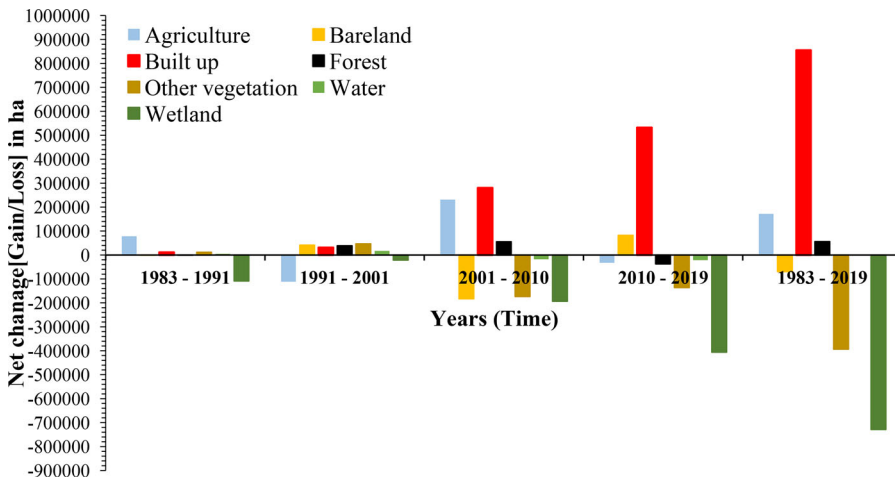 1000000
900000
800000
700000
600000
500000
400000
300000
200000
100000
0
-100000
-200000
-300000
-400000
-500000
-600000
-700000
-800000
-900000
Net chanage[Gain/Loss] in ha
Agriculture
Bareland
Built up
Forest
Other vegetation
Water
Wetland
1983 - 1991
1991 - 2001
2001 - 2010
2010 - 2019
1983 - 2019
Years (Time)